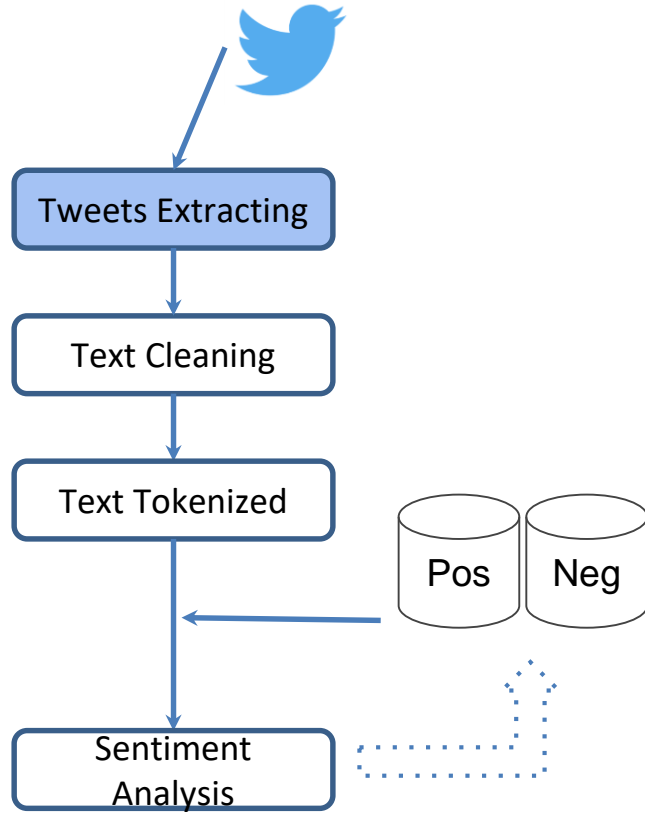 Tweets Extracting
Text Cleaning
Text Tokenized
Pos
Neg
Sentiment
Analysis